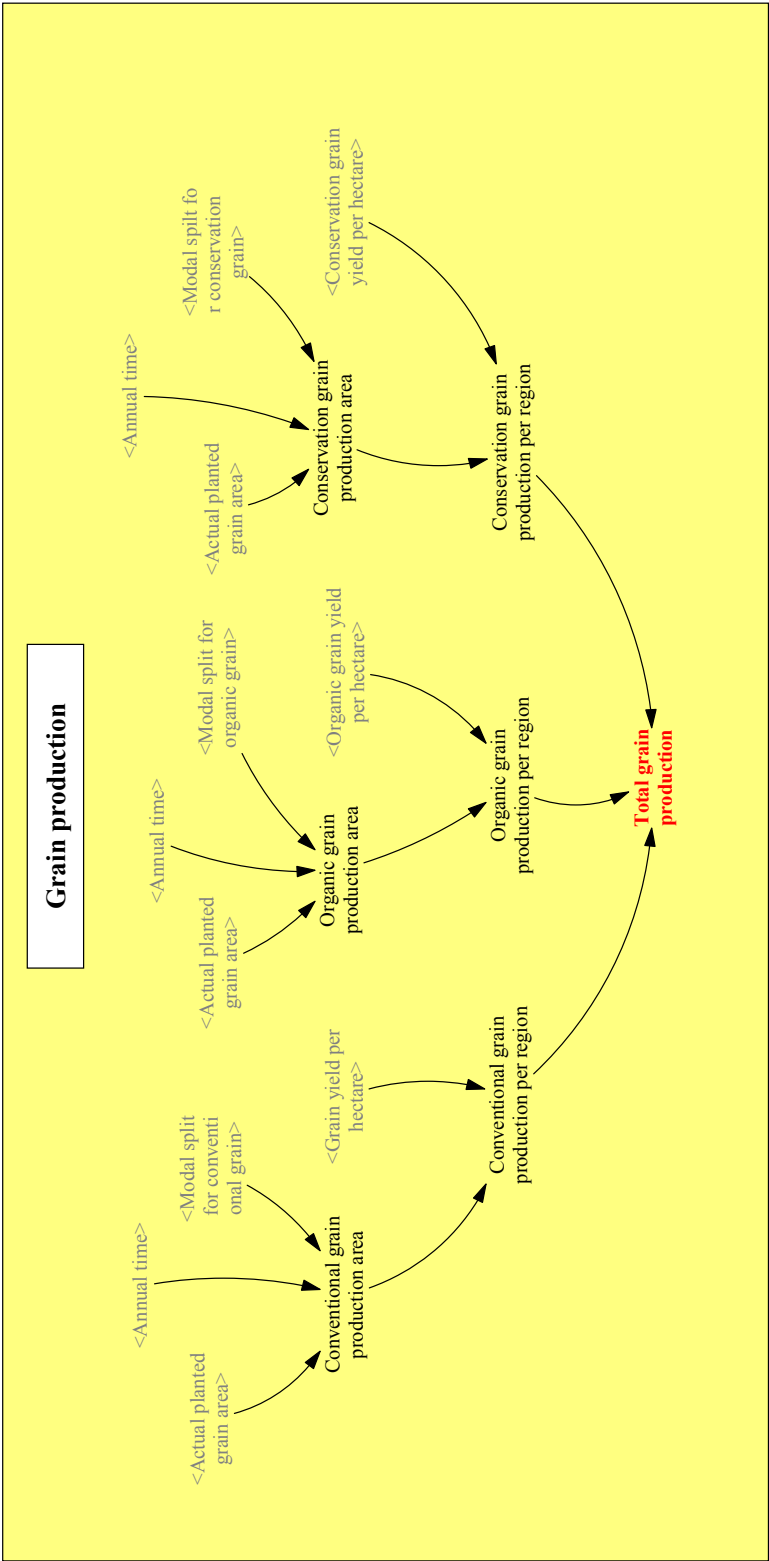 Grain production
<Annual time>
<Actual planted
grain area>
<Modal split
for conventi
onal grain>
Conventional grain
production area
<Grain yield per
hectare>
Conventional grain
production per region
<Annual time>
<Actual planted
grain area>
<Modal split for
organic grain>
Organic grain
production area
<Organic grain yield
per hectare>
Organic grain
production per region
<Annual time>
<Actual planted
grain area>
<Modal spilt fo
r conservation
grain>
Conservation grain
production area
<Conservation grain
yield per hectare>
Conservation grain
production per region
Total grain
production